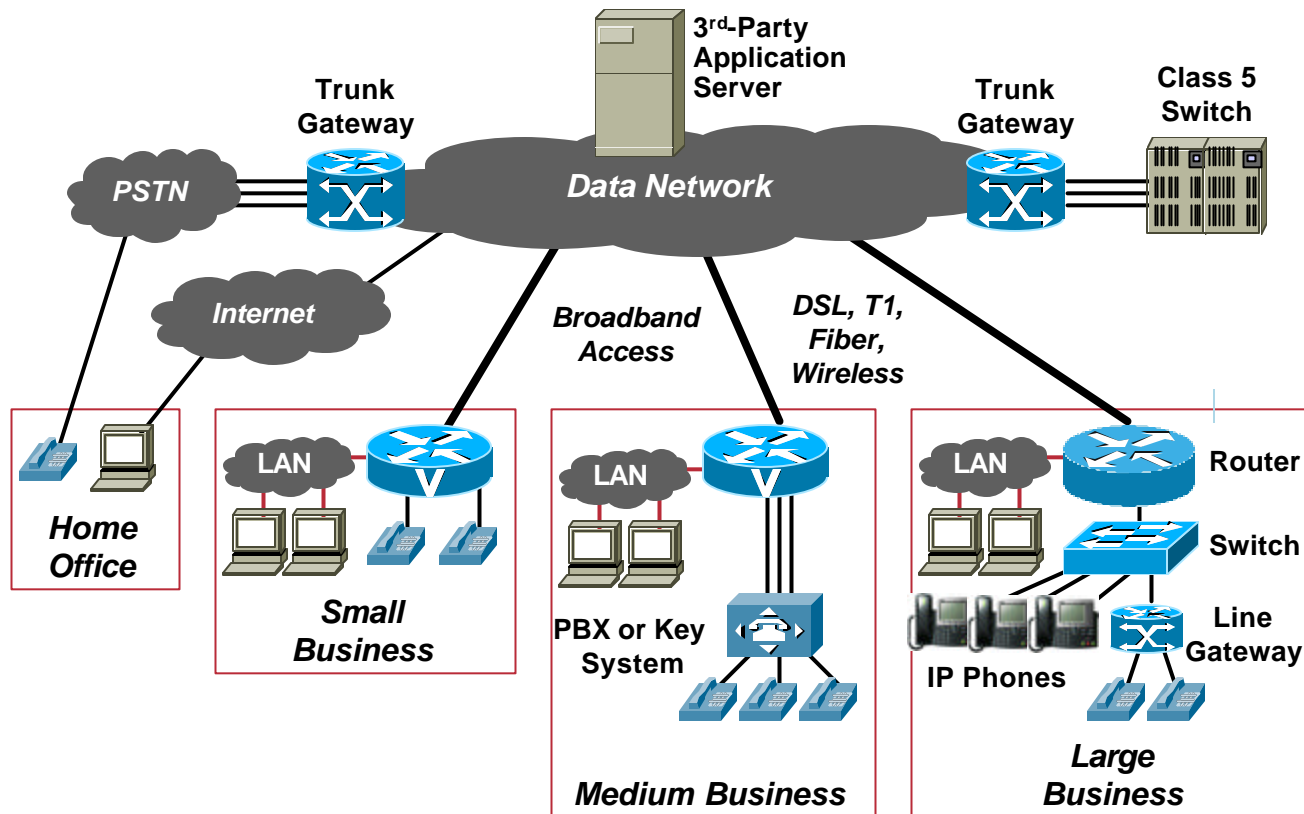 3rd-Party
Application
Server
Trunk
Gateway
Trunk
Gateway
Class 5
Switch
PSTN
Data Network
Internet
Broadband
Access
DSL, T1,
Fiber,
Wireless
LAN
V
LAN
V
LAN
Router
Home
Office
Switch
Small
Business
PBX or Key
System
IP Phones
Line
Gateway
Medium Business
Large
Business